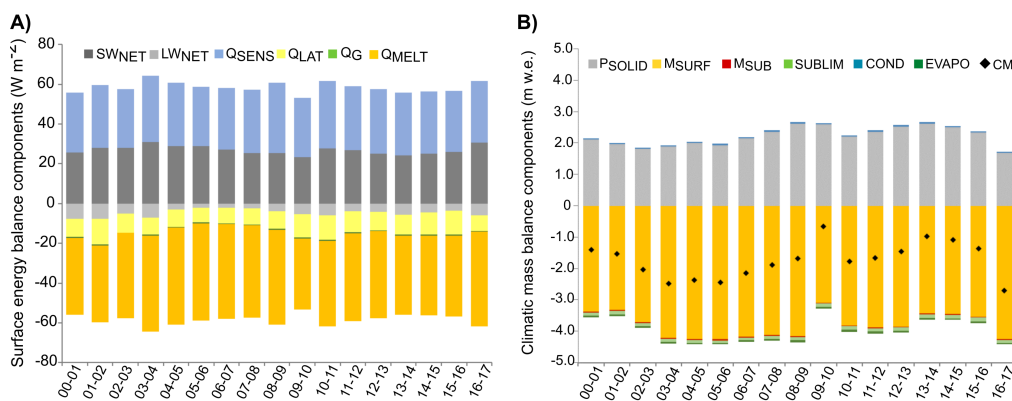 A)
Surface energy balance components (W m⁻²)
80
60
40
20
0
-20
-40
-60
-80
SWNET LWNET QSENS QLAT QG QMELT
00-01 01-02 02-03 03-04 04-05 05-06 06-07 07-08 08-09 09-10 10-11 11-12 12-13 13-14 14-15 15-16 16-17
B)
Climatic mass balance components (m w.e.)
5.0
4.0
3.0
2.0
1.0
0
-1.0
-2.0
-3.0
-4.0
-5.0
PSOLID MSURF MSUB SUBLIM COND EVAPO CM
00-01 01-02 02-03 03-04 04-05 05-06 06-07 07-08 08-09 09-10 10-11 11-12 12-13 13-14 14-15 15-16 16-17